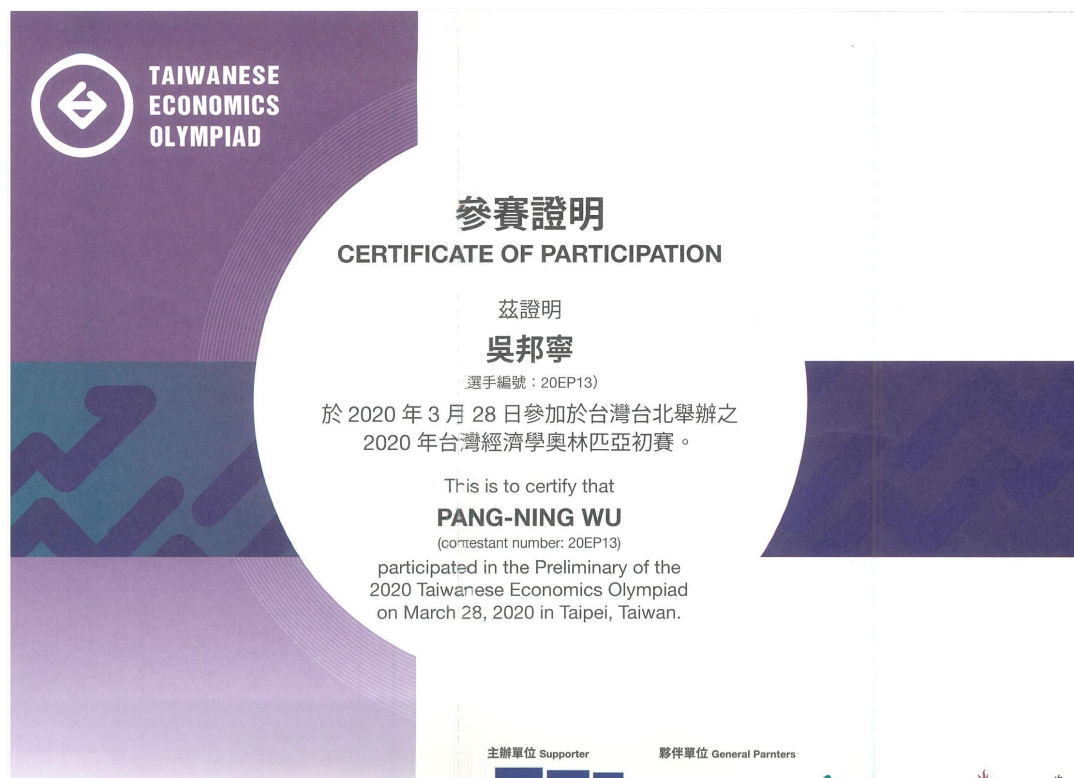 TAIWANESE
ECONOMICS
OLYMPIAD
參賽證明
CERTIFICATE OF PARTICIPATION
茲證明
吳邦寧
(選手編號：20EP13)
於 2020 年 3 月 28 日參加於台灣台北舉辦之
2020 年台灣經濟學奧林匹亞初賽。
This is to certify that
PANG-NING WU
(contestant number: 20EP13)
participated in the Preliminary of the
2020 Taiwanese Economics Olympiad
on March 28, 2020 in Taipei, Taiwan.
主辦單位 Supporter
夥伴單位 General Parnters